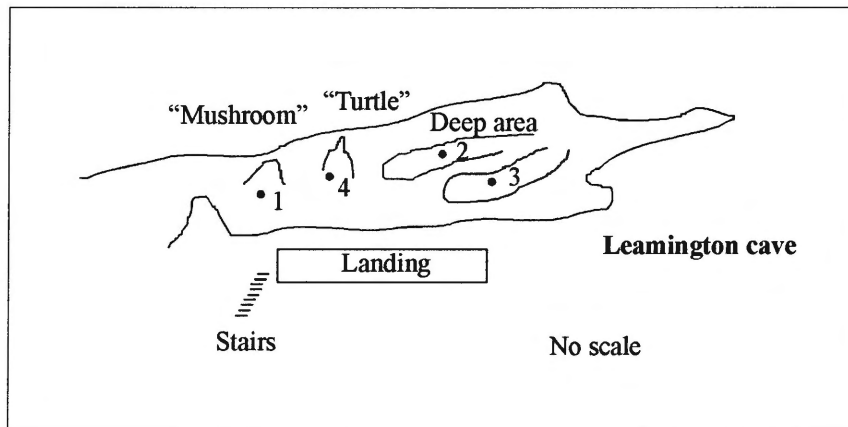 “Mushroom” “Turtle”
Deep area
2
3
4
1
Leamington cave
Landing
Stairs
No scale